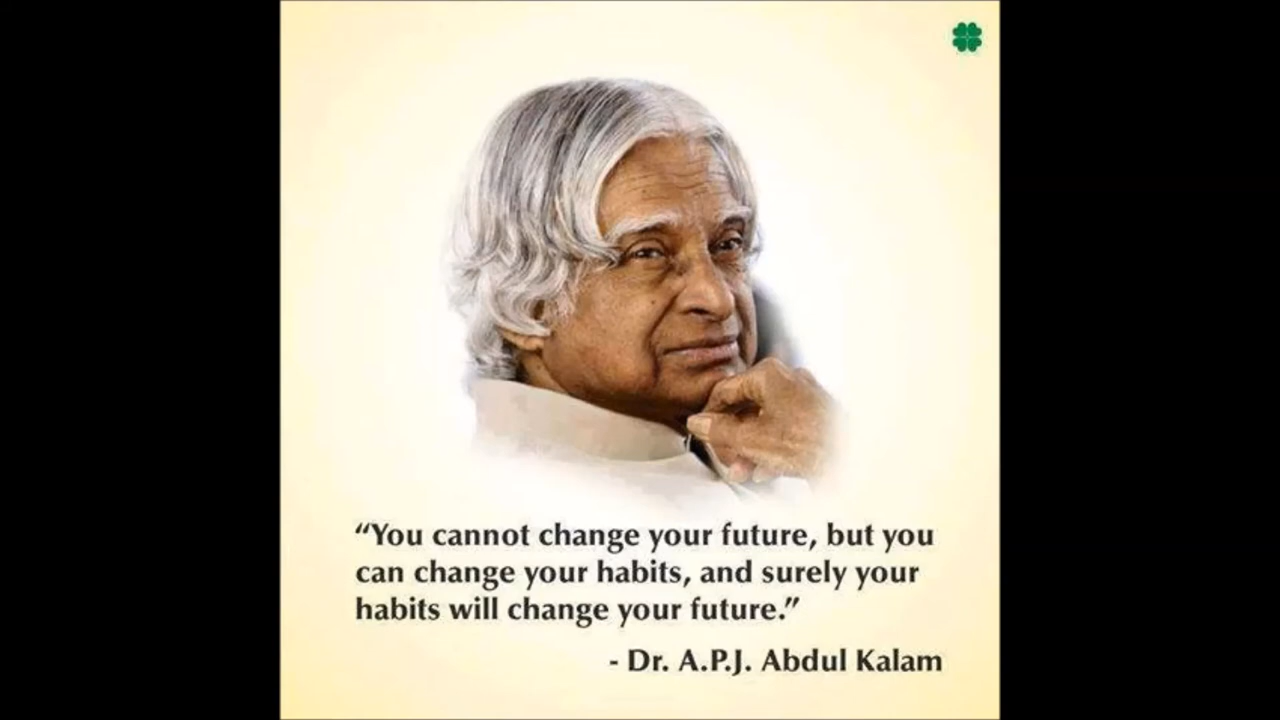 “You cannot change your future, but you
can change your habits, and surely your
habits will change your future.”
- Dr. A.P.J. Abdul Kalam